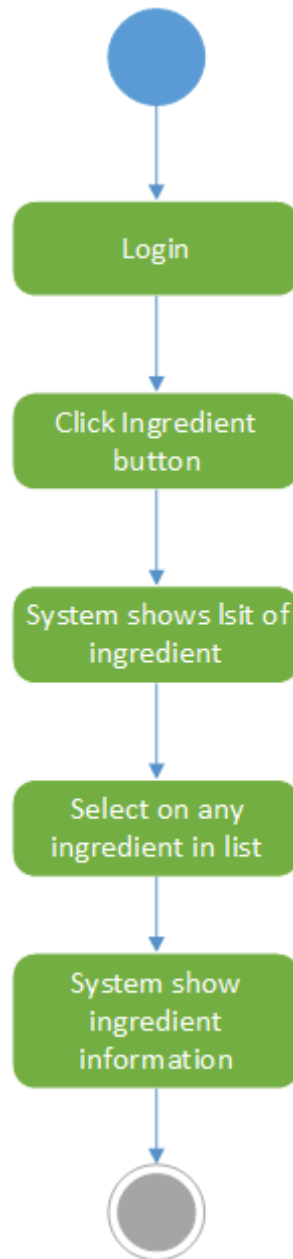 Login
Click Ingredient
button
System shows lsit of
ingredient
Select on any
ingredient in list
System show
ingredient
information